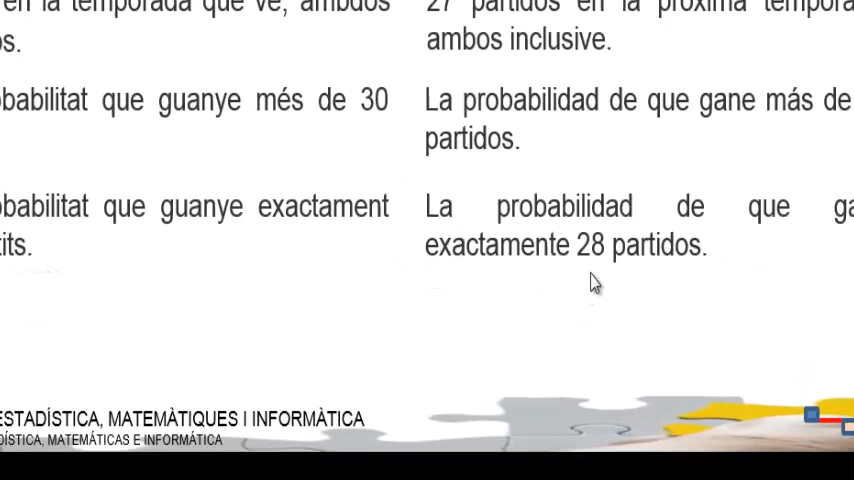 en la temporada que ve, ambdós
os.
obabilitat que guanye més de 30
obabilitat que guanye exactament
tits.
27 partidos en la próxima tempora
ambos inclusive.
La probabilidad de que gane más de
partidos.
La probabilidad de que ga
exactamente 28 partidos.
ESTADÍSTICA, MATEMÀTIQUES I INFORMÀTICA
DÍSTICA, MATEMÁTICAS E INFORMÁTICA